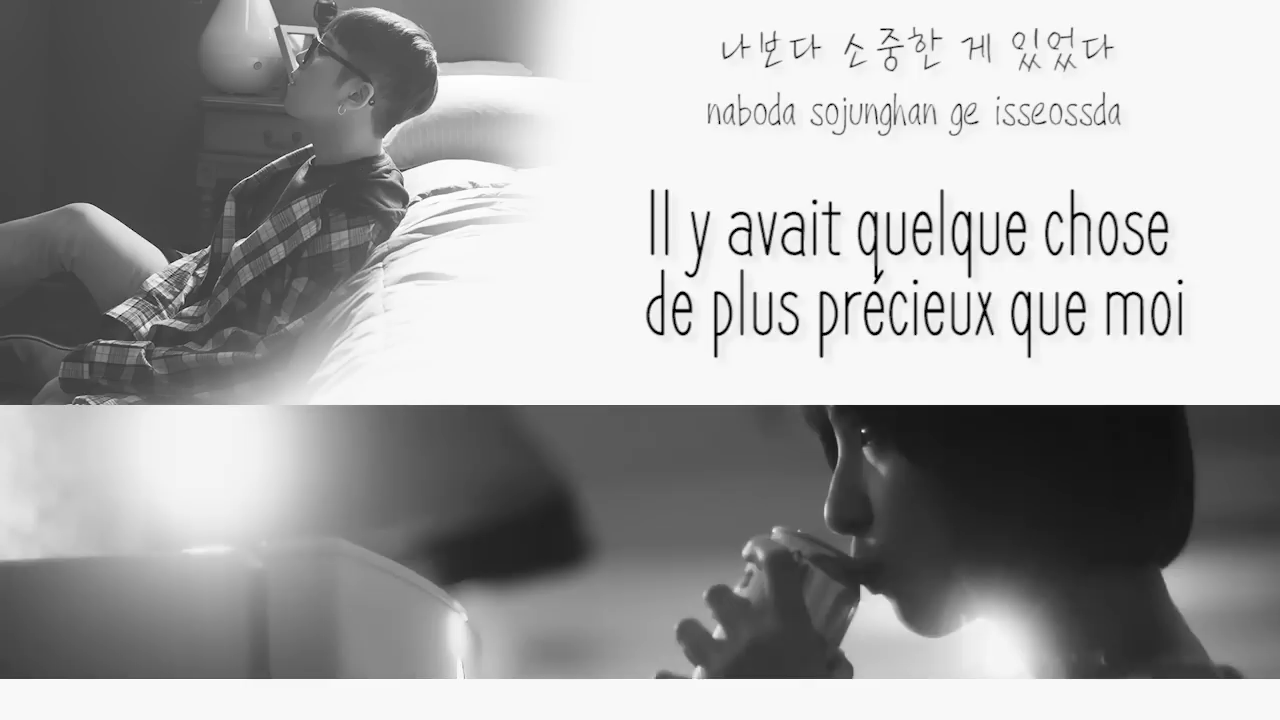 나보다 소중한 게 있었다
naboda sojunghan ge isseossda
Il y avait quelque chose
de plus précieux que moi